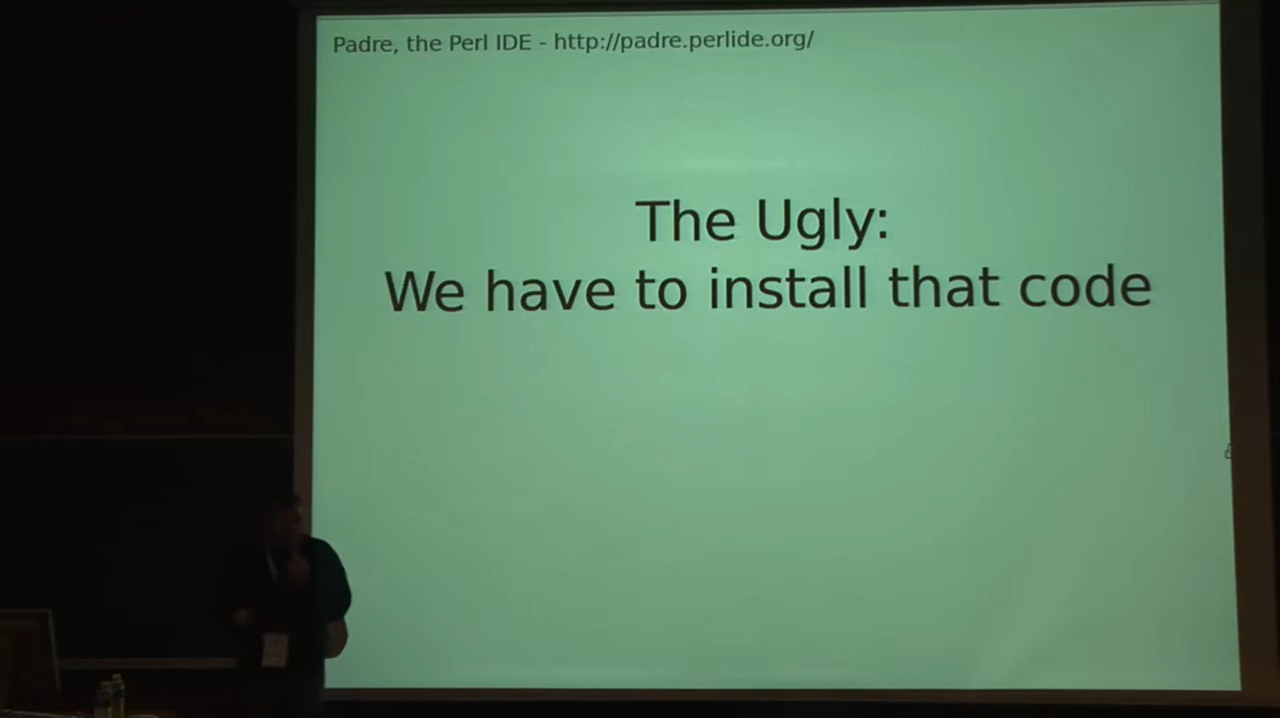 Padre, the Perl IDE - http://padre.perlide.org/
The Ugly:
We have to install that code